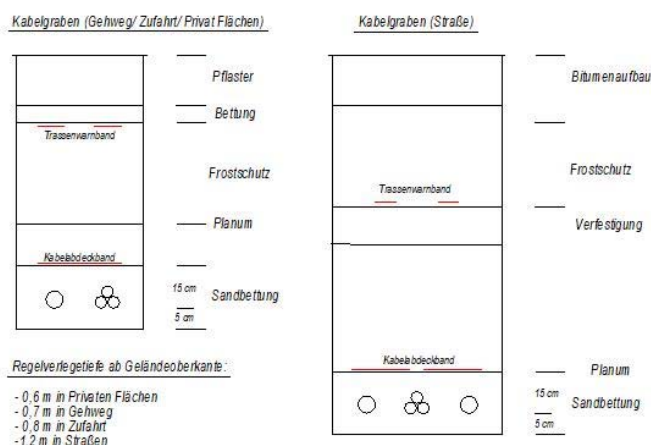 Kabelgraben (Gehweg/ Zufahrt/ Privat Flächen)
Pflaster
Bettung
Trassenwarnband
Frostschutz
Planum
Kabelabdeckband
15 cm
Sandbettung
5 cm
Regelverlegetiefe ab Geländeoberkante:
- 0,6 m in Privaten Flächen
- 0,7 m in Gehweg
- 0,8 m in Zufahrt
- 1,2 m in Straßen
Kabelgraben (Straße)
Bitumenaufbau
Frostschutz
Trassenwarnband
Verfestigung
Kabelabdeckband
Planum
15 cm
Sandbettung
5 cm